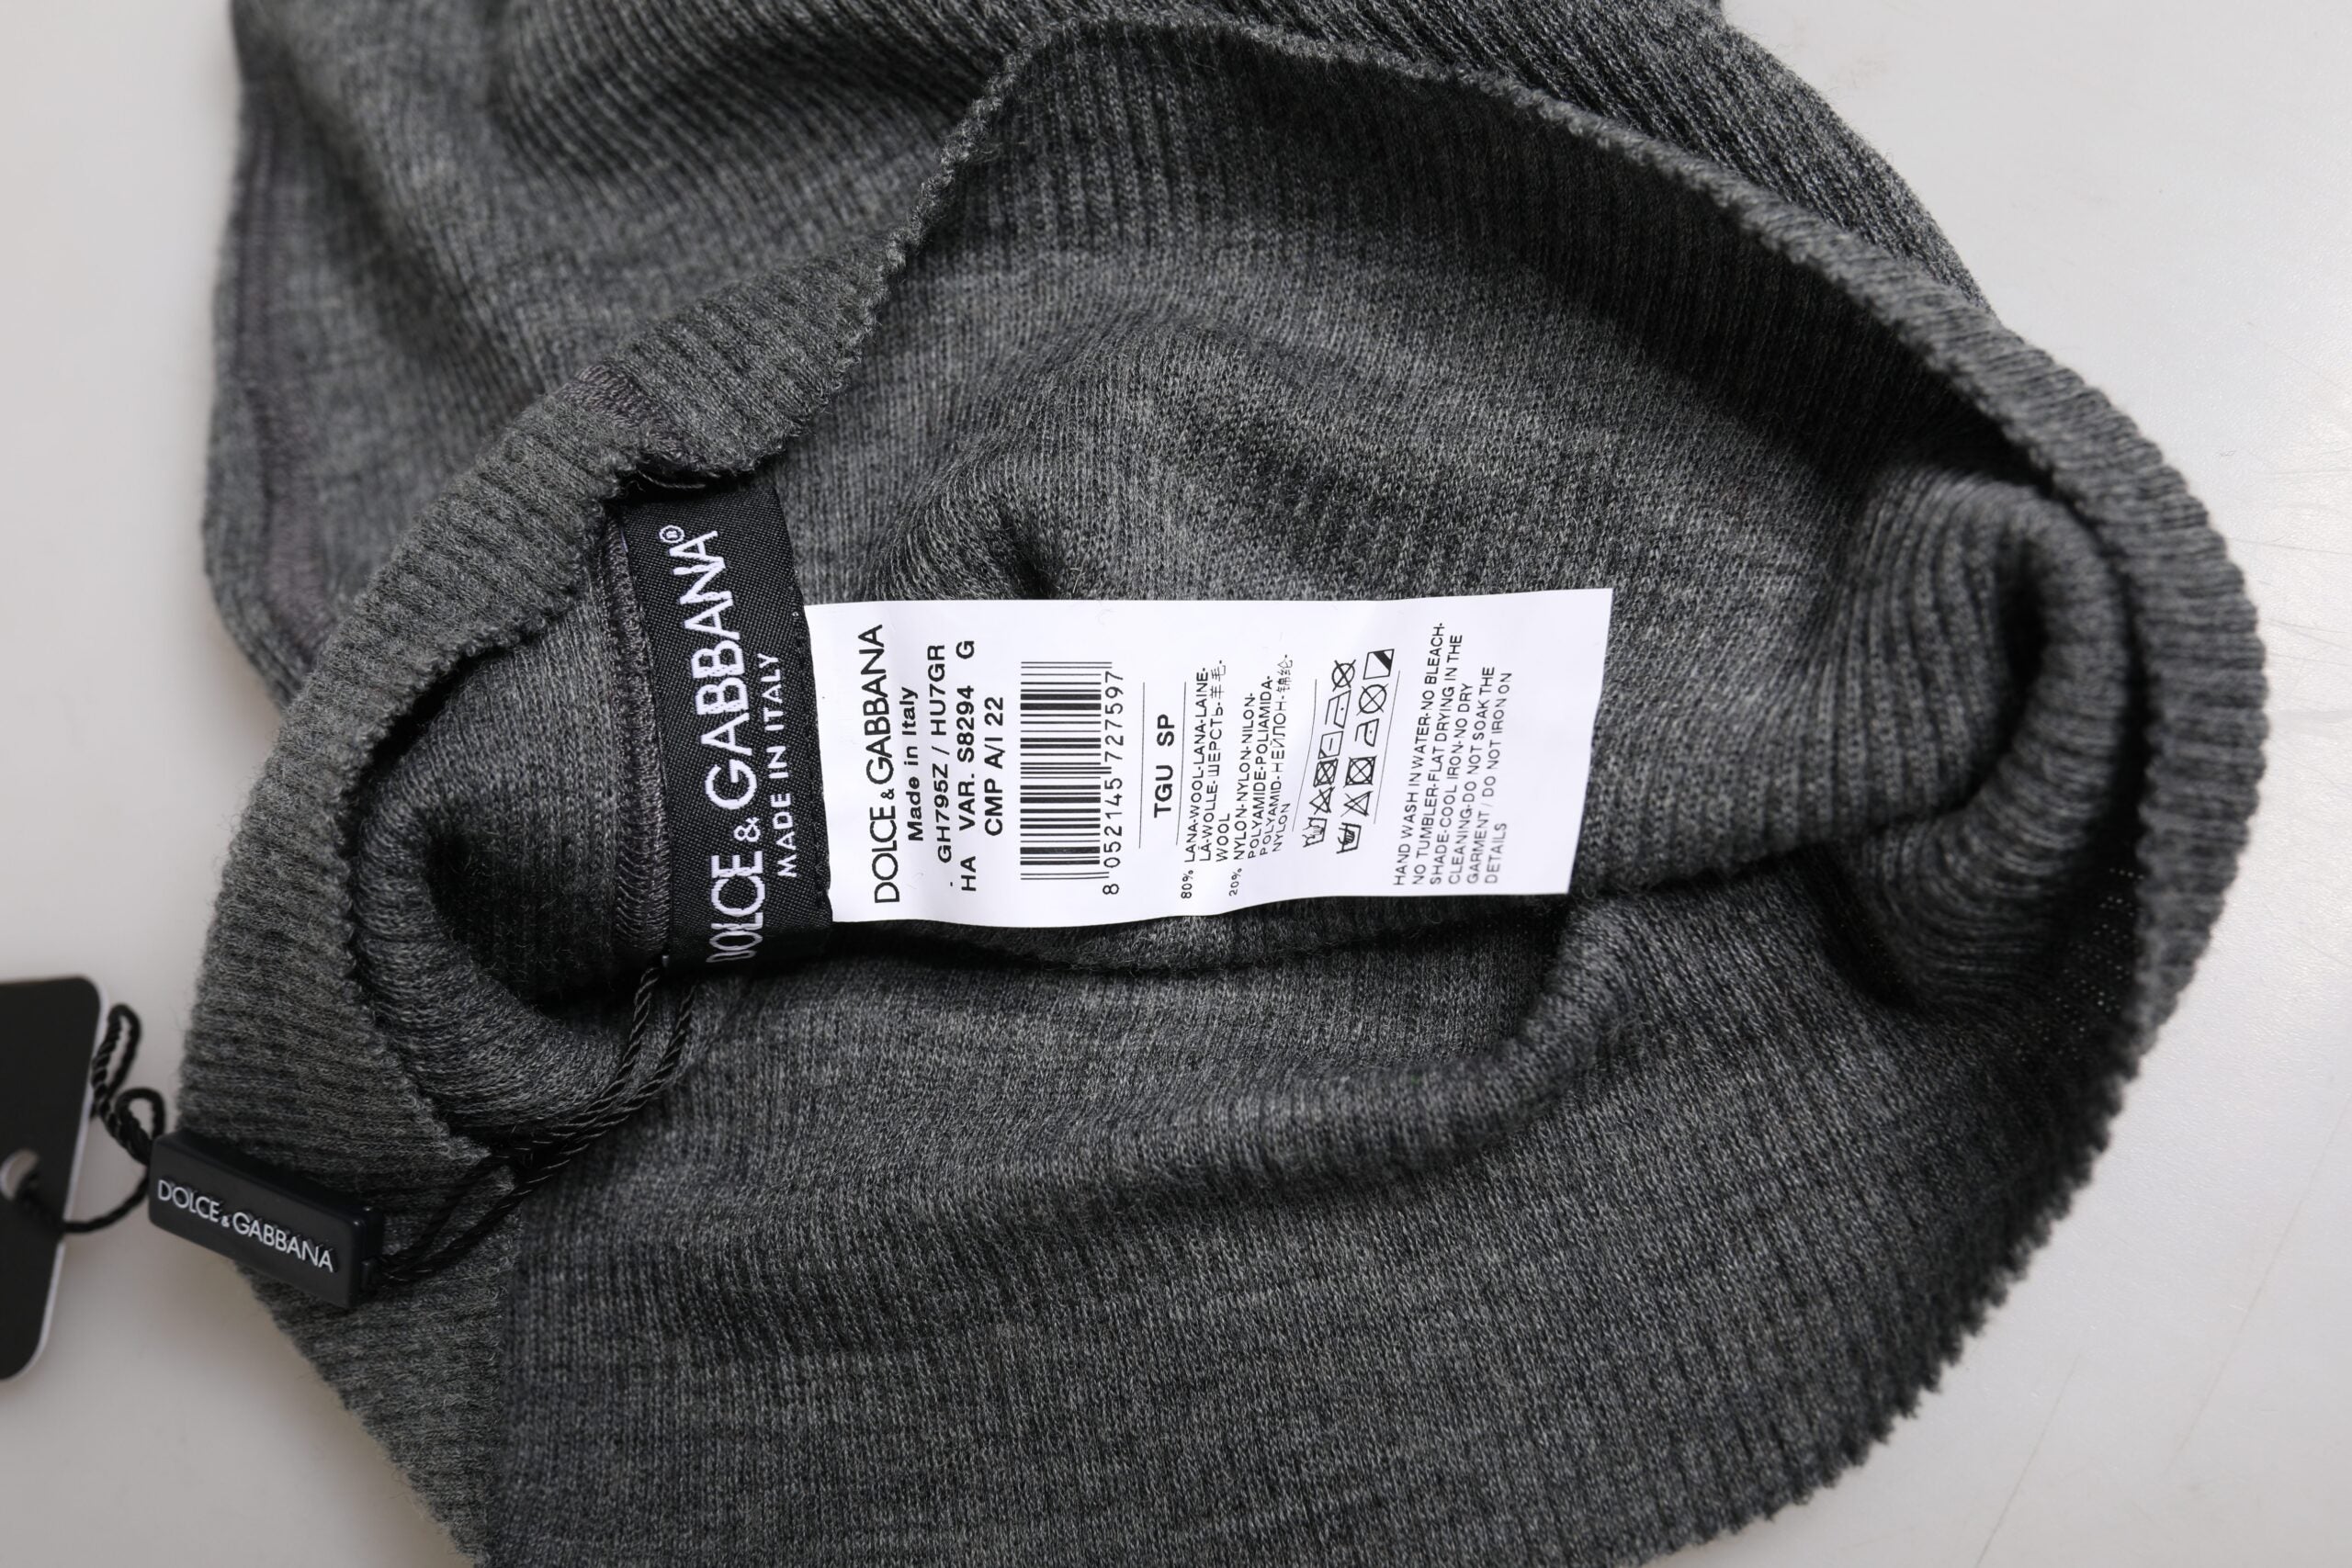 DOLCE & GABBANA®
MADE IN ITALY
DOLCE & GABBANA
Made in Italy
GH795Z / HU7GR
HA VAR. S8294 G
CMP A/I 22
8 052145 727597
TGU SP
80% LANA-WOOL-LANA-LAINE-
LÃ-WOLLE-ШЕРСТЬ-羊毛-
WOOL
20% NYLON-NYLON-NILON-
POLYAMIDE-POLIAMIDA-
POLYAMID-НЕЙЛОН-锦纶-
NYLON
HAND WASH IN WATER-NO BLEACH-
NO TUMBLER-FLAT DRYING IN THE
SHADE-COOL IRON-NO DRY
CLEANING-DO NOT SOAK THE
GARMENT / DO NOT IRON ON
DETAILS
DOLCE & GABBANA